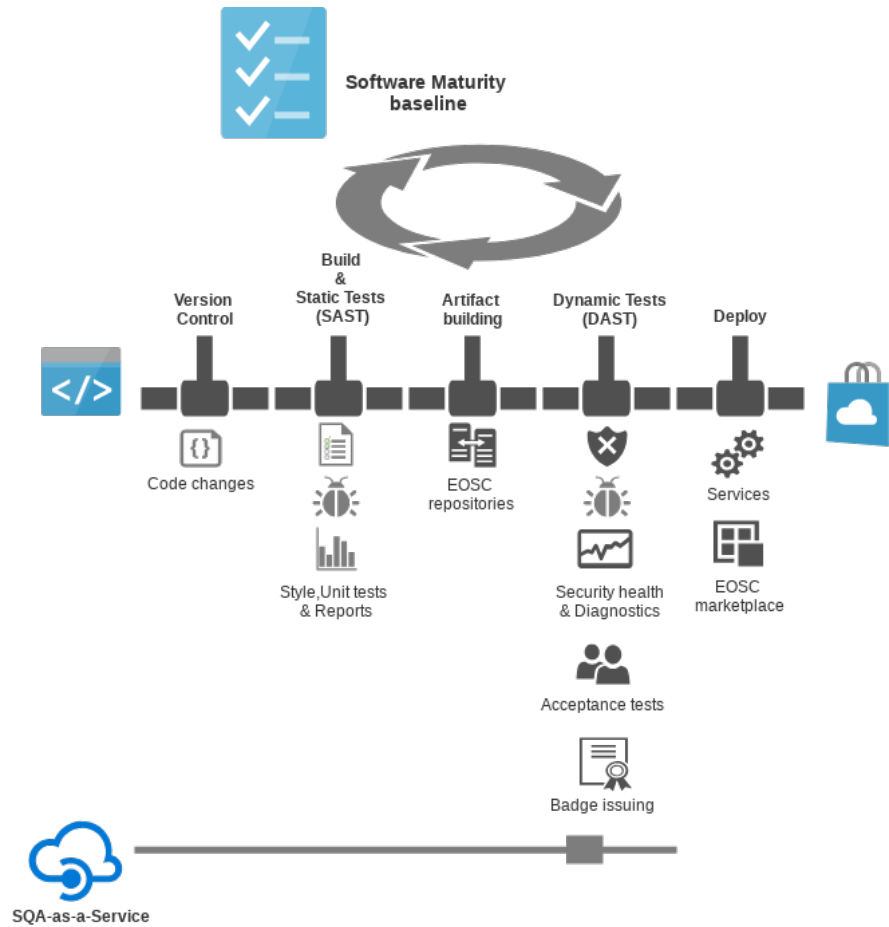 Software Maturity
baseline
Build
&
Static Tests
(SAST)
Version
Control
Artifact
building
Dynamic Tests
(DAST)
Deploy
</>
{}
Code changes
EOSC
repositories
Services
Style,Unit tests
& Reports
Security health
& Diagnostics
EOSC
marketplace
Acceptance tests
Badge issuing
SQA-as-a-Service